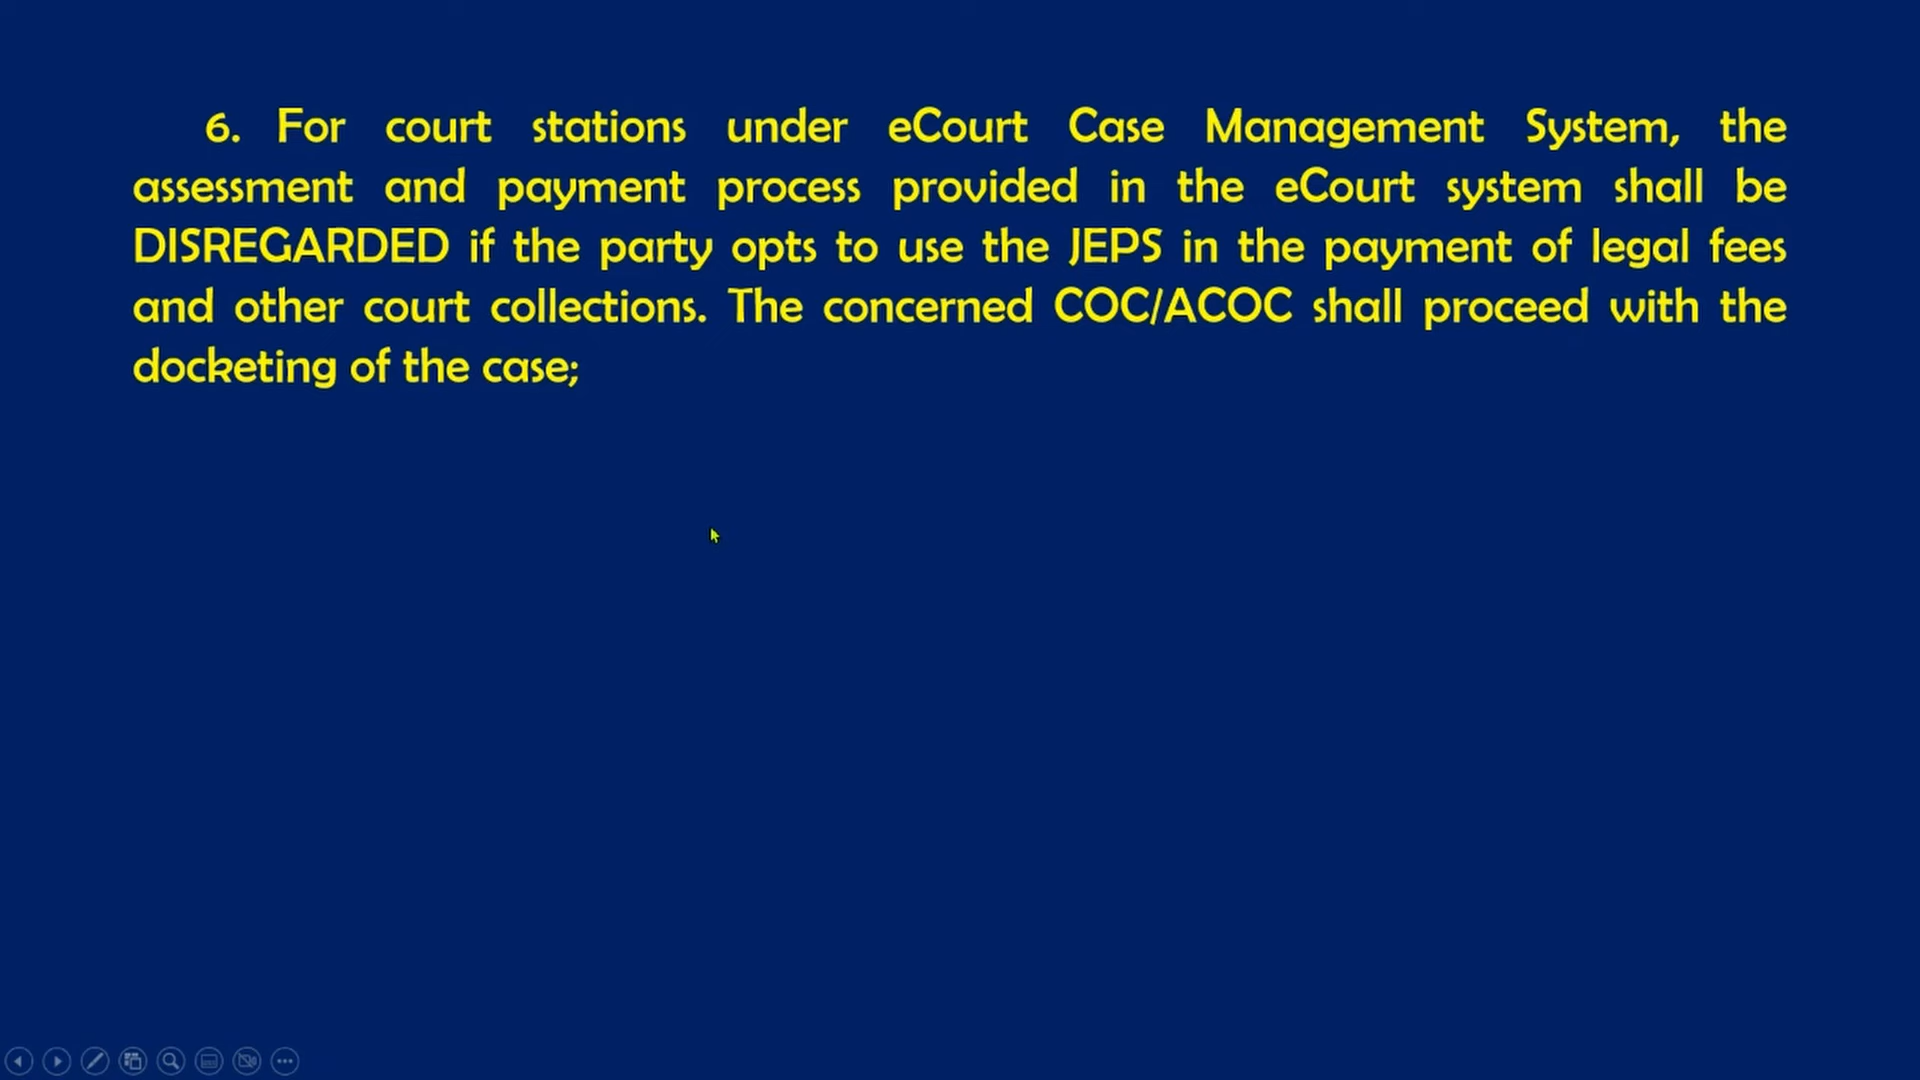 6. For court stations under eCourt Case Management System, the
assessment and payment process provided in the eCourt system shall be
DISREGARDED if the party opts to use the JEPS in the payment of legal fees
and other court collections. The concerned COC/ACOC shall proceed with the
docketing of the case;